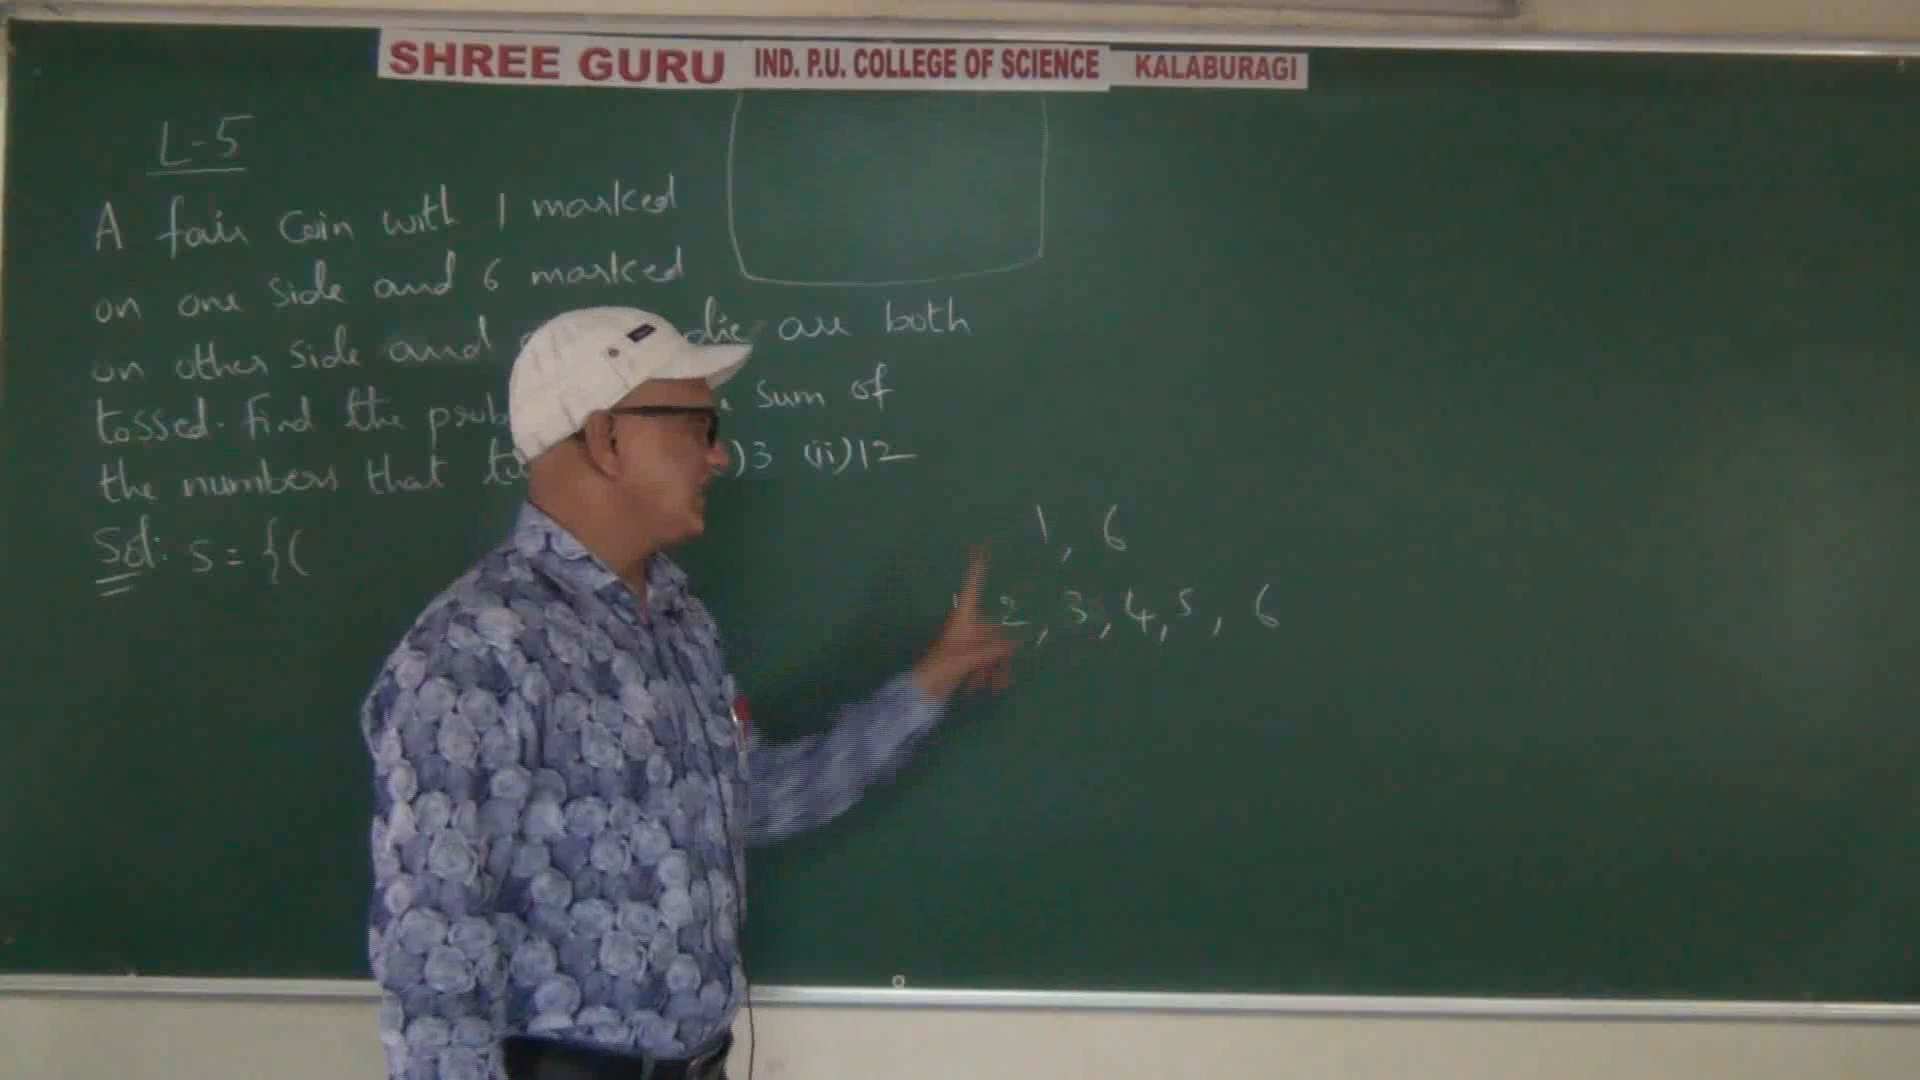 SHREE GURU IND. P.U. COLLEGE OF SCIENCE KALABURAGI
L-5
A fair coin with 1 marked
on one side and 6 marked
on other side and die are both
tossed. Find the sum of
the numbers that )3 (ii)12
Sol: S = {(
1, 6
2, 3, 4, 5, 6